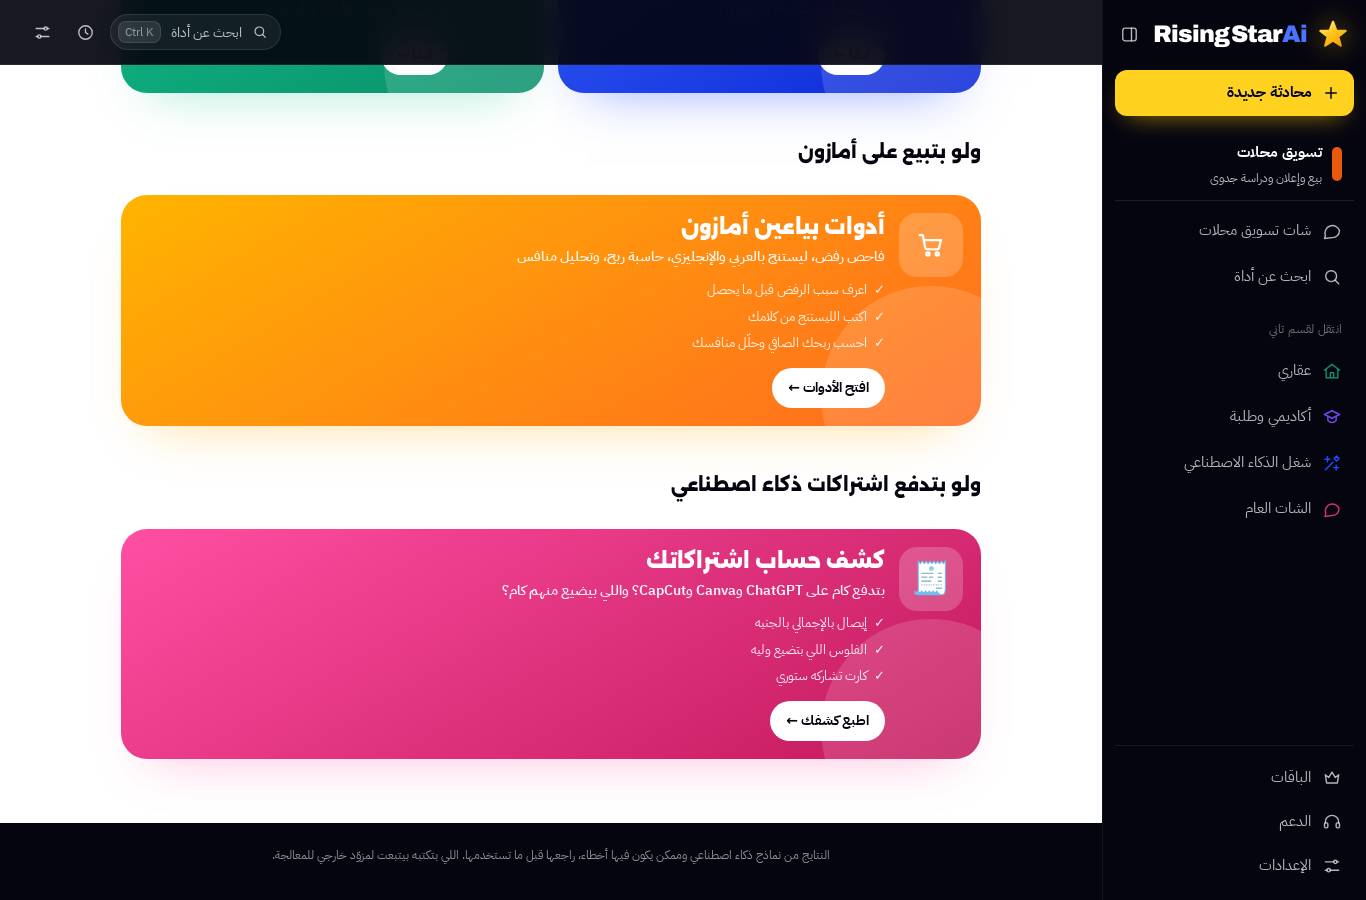 RisingStarAi
محادثة جديدة
تسويق محلات
بيع وإعلان ودراسة جدوى
شات تسويق محلات
ابحث عن أداة
انتقل لقسم تاني
عقاري
أكاديمي وطلبة
شغل الذكاء الاصطناعي
الشات العام
الباقات
الدعم
الإعدادات
ابحث عن أداة Ctrl K
ولو بتبيع على أمازون
أدوات بياعين أمازون
فاحص رفض، ليستنج بالعربي والإنجليزي، حاسبة ربح، وتحليل منافس
✓ اعرف سبب الرفض قبل ما يحصل
✓ اكتب الليستنج من كلامك
✓ احسب ربحك الصافي وحلّل منافسك
افتح الأدوات ←
ولو بتدفع اشتراكات ذكاء اصطناعي
كشف حساب اشتراكاتك
بتدفع كام على ChatGPT وCanva وCapCut؟ واللي بيضيع منهم كام؟
✓ إيصال بالإجمالي بالجنيه
✓ الفلوس اللي بتضيع وليه
✓ كارت تشاركه ستوري
اطبع كشفك ←
النتايج من نماذج ذكاء اصطناعي وممكن يكون فيها أخطاء، راجعها قبل ما تستخدمها. اللي بتكتبه بيتبعت لمزوّد خارجي للمعالجة.